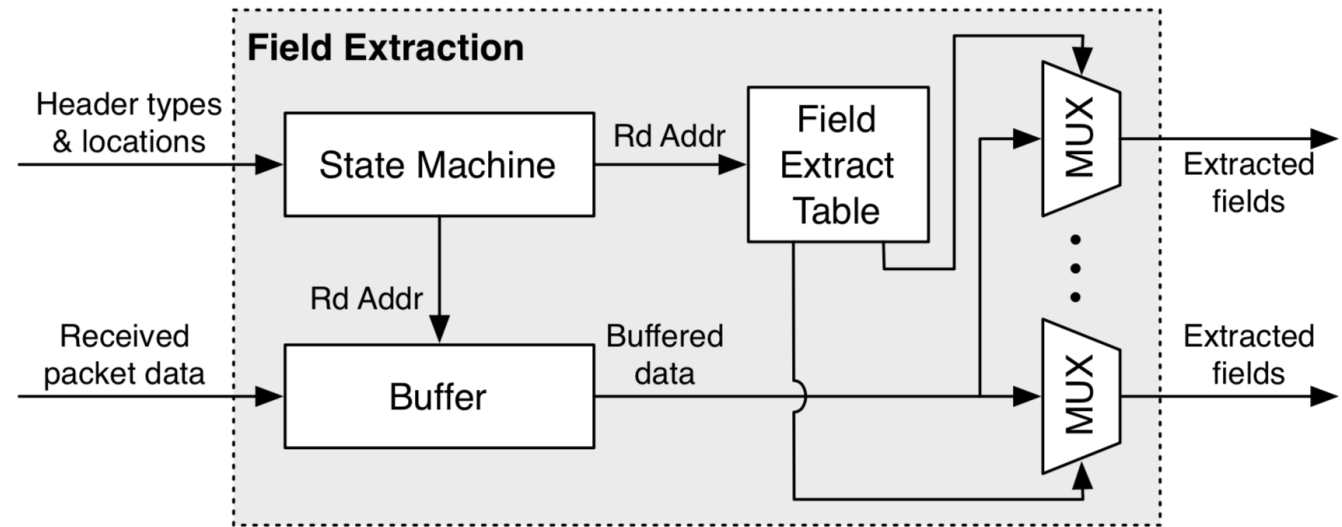 Field Extraction
Header types
& locations
State Machine
Rd Addr
Field
Extract
Table
MUX
Extracted
fields
Rd Addr
Received
packet data
Buffer
Buffered
data
MUX
Extracted
fields